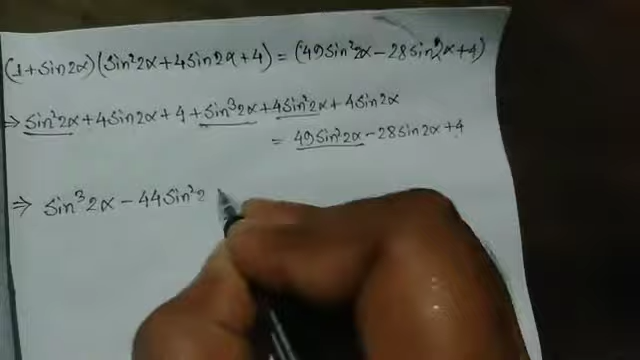 (1+sin2α)(sin²2α+4sin2α+4) = (49sin²2α-28sin2α+4)
⇒ sin²2α+4sin2α+4+sin³2α+4sin²2α+4sin2α
= 49sin²2α-28sin2α+4
⇒ sin³2α-44sin²2